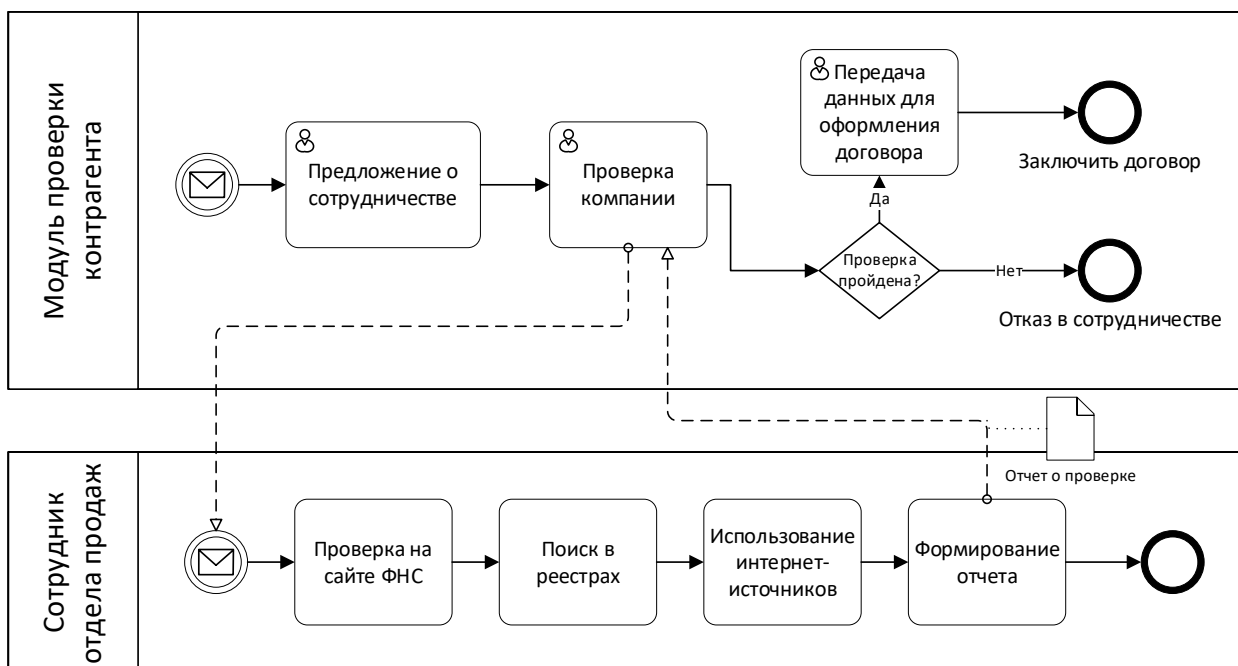 Модуль проверки
контрагента
Предложение о
сотрудничестве
Проверка
компании
Передача
данных для
оформления
договора
Заключить договор
Да
Проверка
пройдена?
Нет
Отказ в сотрудничестве
Отчет о проверке
Сотрудник
отдела продаж
Проверка на
сайте ФНС
Поиск в
реестрах
Использование
интернет-
источников
Формирование
отчета